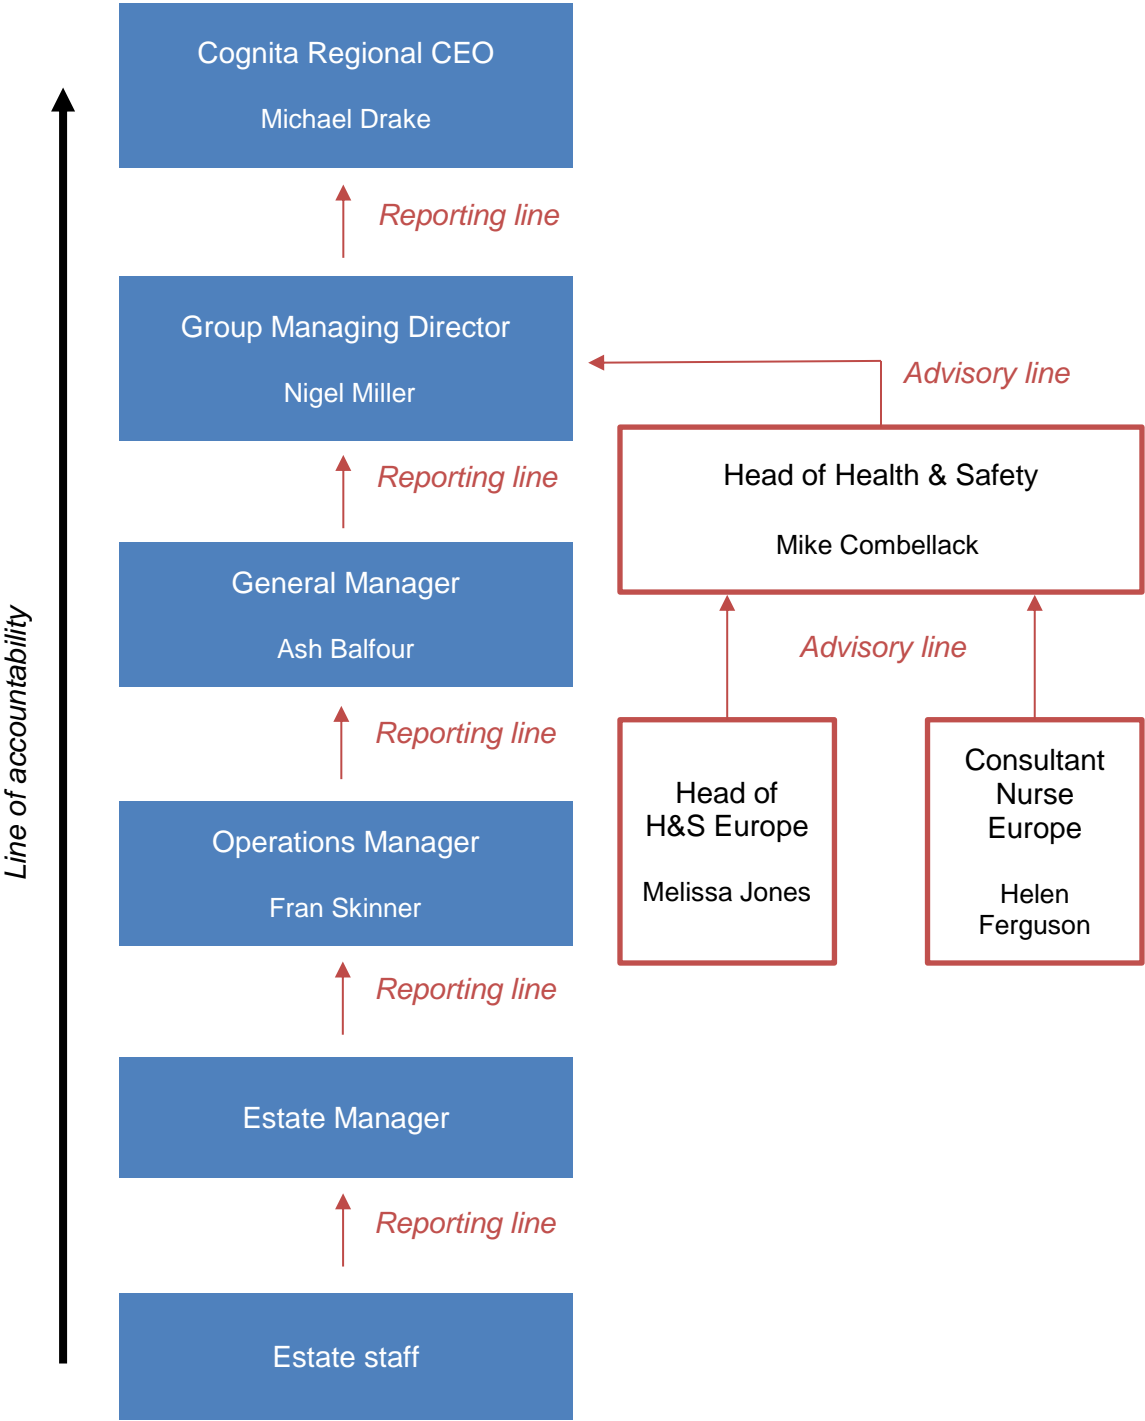 Cognita Regional CEO
Michael Drake
Reporting line
Group Managing Director
Nigel Miller
Advisory line
Reporting line
Head of Health & Safety
Mike Combellack
General Manager
Ash Balfour
Advisory line
Reporting line
Head of
H&S Europe
Melissa Jones
Consultant
Nurse
Europe
Helen
Ferguson
Operations Manager
Fran Skinner
Reporting line
Estate Manager
Reporting line
Estate staff
Line of accountability